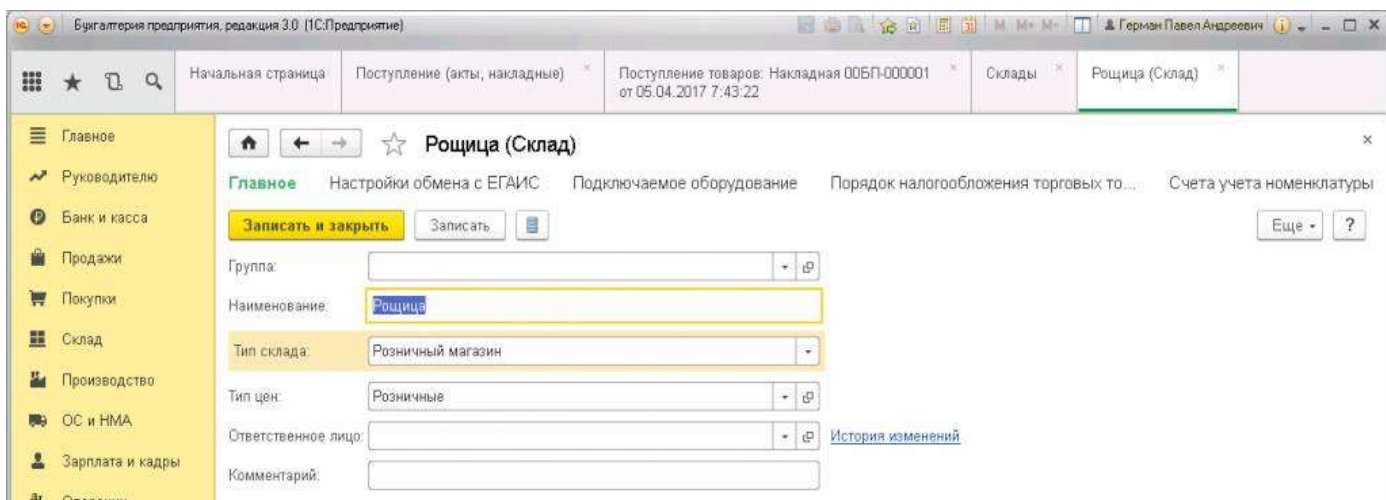 1С Бухгалтерия предприятия, редакция 3.0 (1С:Предприятие) M M+ M- Герман Павел Андреевич
Начальная страница Поступление (акты, накладные) Поступление товаров: Накладная 00БП-000001 от 05.04.2017 7:43:22 Склады Рощица (Склад)
Главное
Руководителю
Банк и касса
Продажи
Покупки
Склад
Производство
ОС и НМА
Зарплата и кадры
Рощица (Склад)
Главное Настройки обмена с ЕГАИС Подключаемое оборудование Порядок налогообложения торговых то... Счета учета номенклатуры
Записать и закрыть Записать Еще ?
Группа:
Наименование: Рощица
Тип склада: Розничный магазин
Тип цен: Розничные
Ответственное лицо: История изменений
Комментарий: